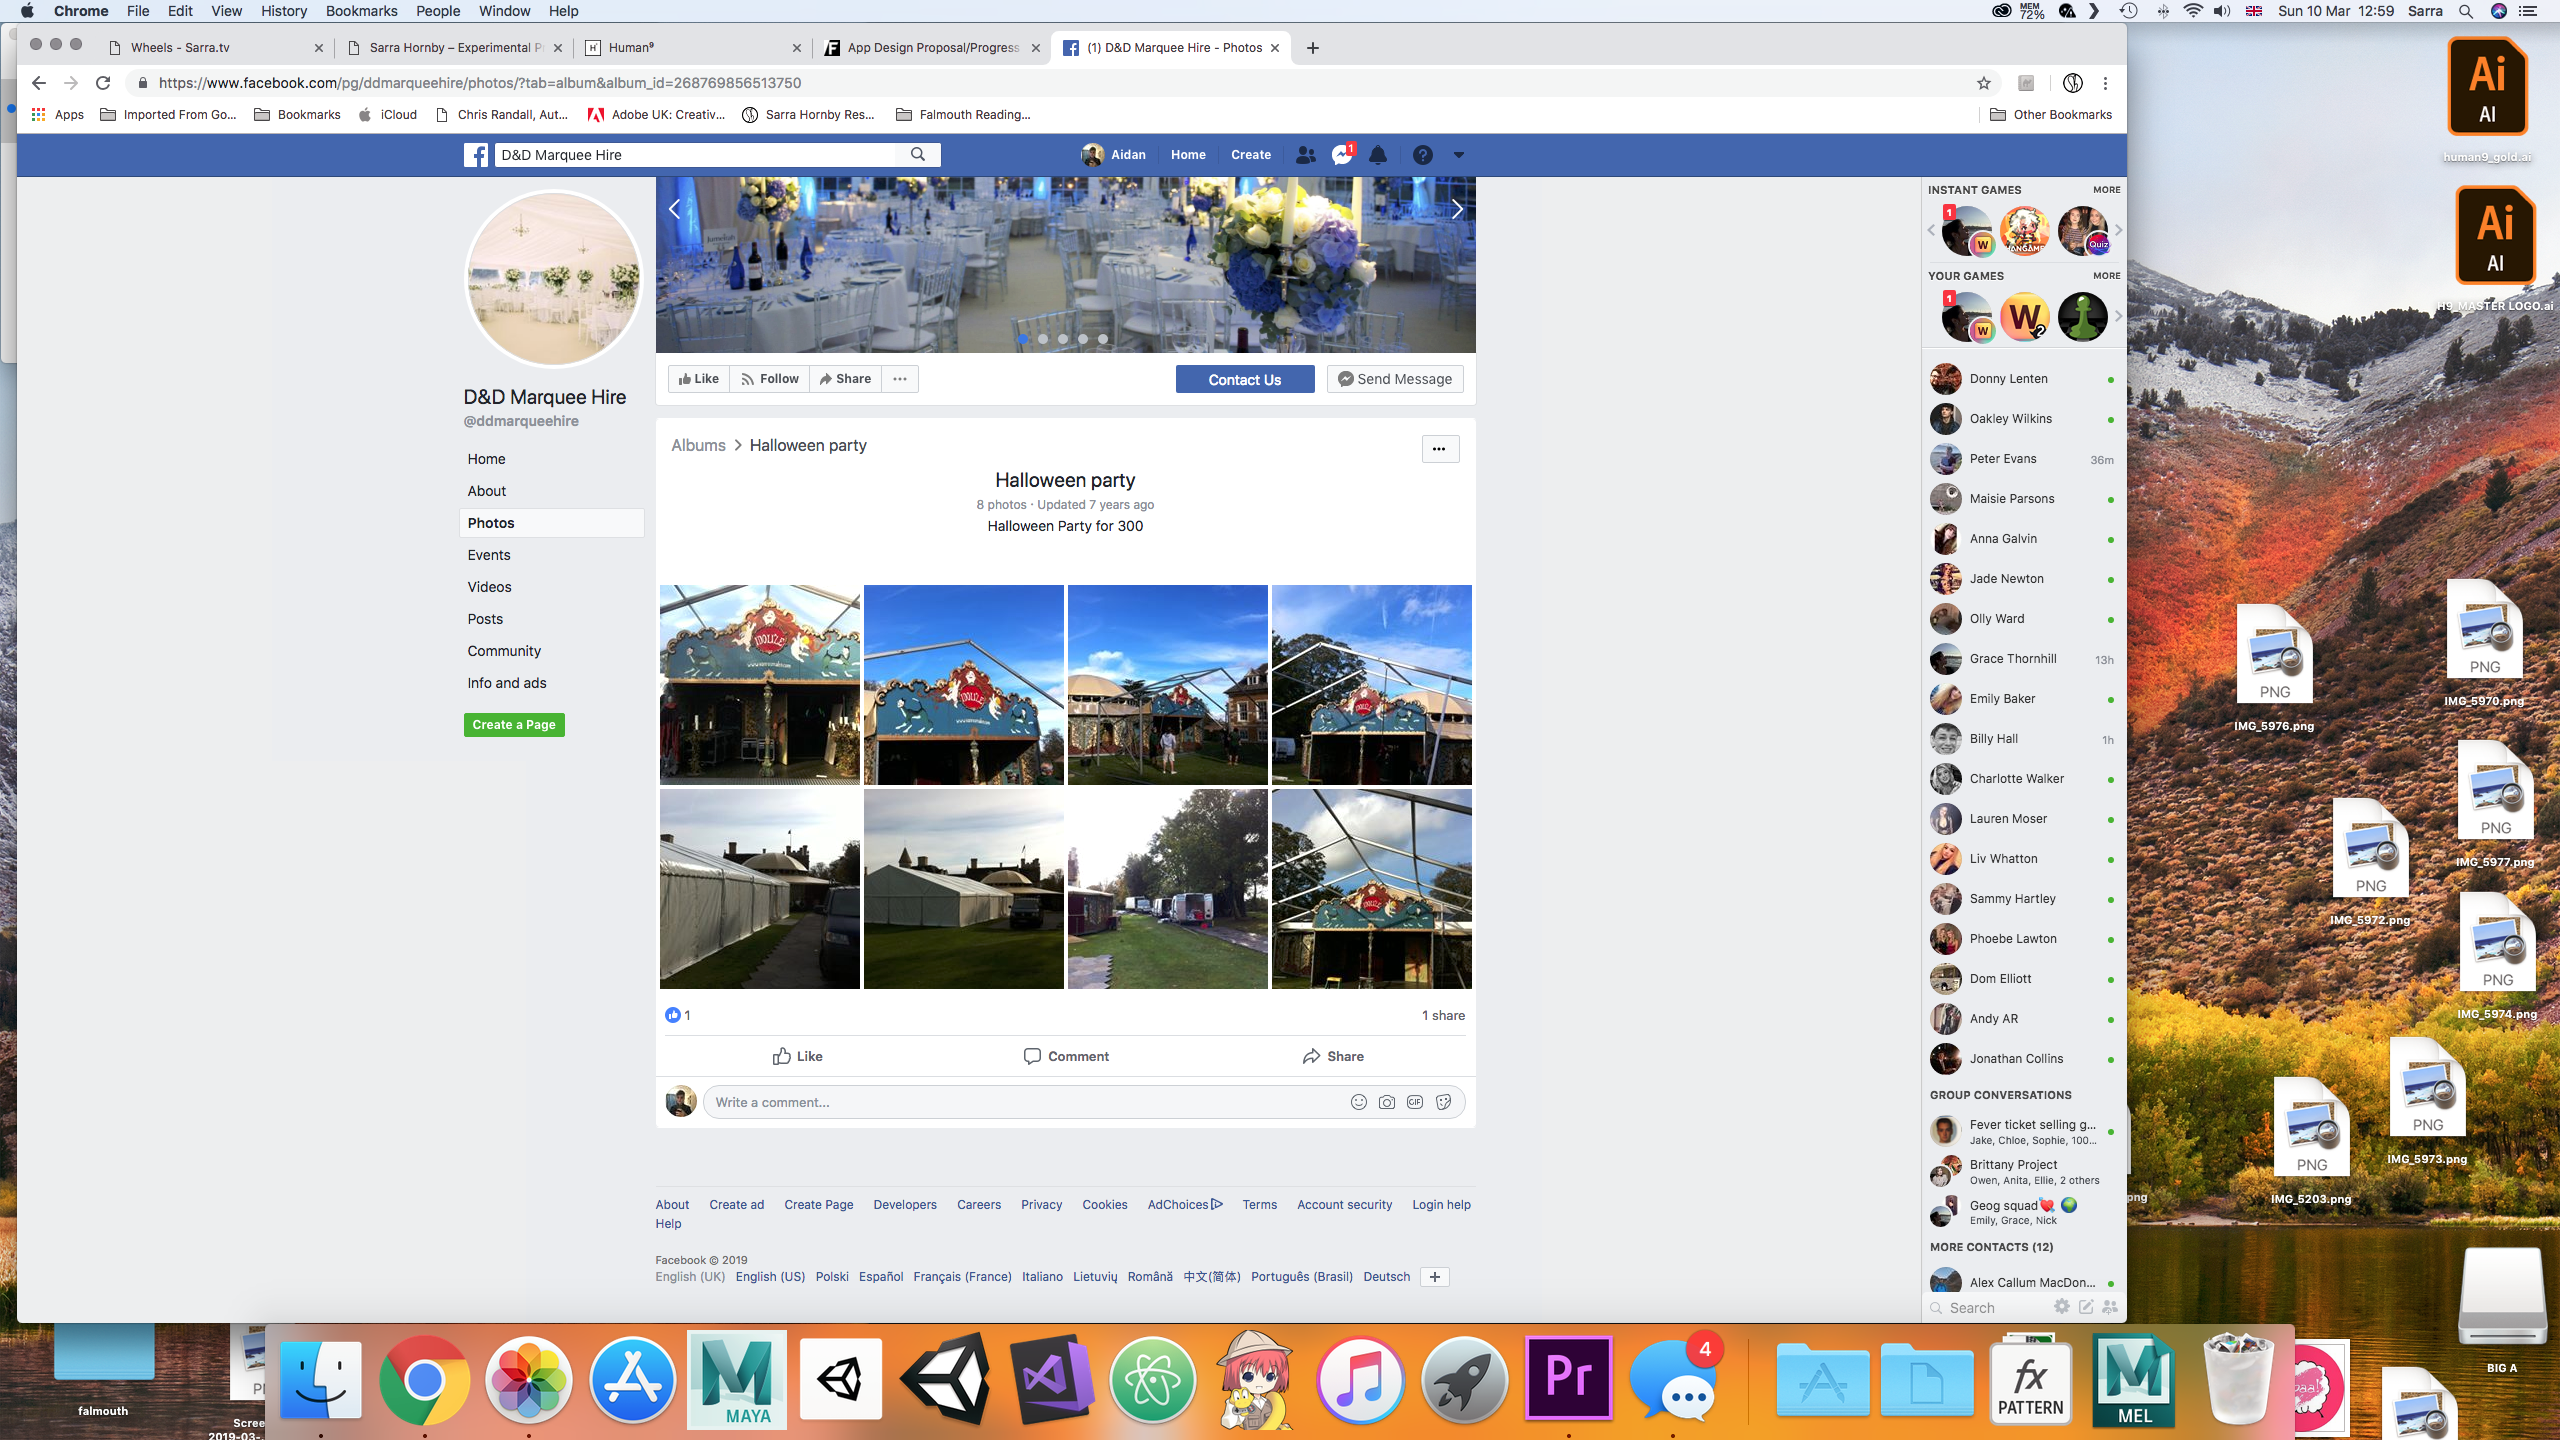 Chrome File Edit View History Bookmarks People Window Help
MEM 72% Sun 10 Mar 12:59 Sarra
Wheels - Sarra.tv
Sarra Hornby – Experimental P
Human⁹
App Design Proposal/Progress
(1) D&D Marquee Hire - Photos
https://www.facebook.com/pg/ddmarqueehire/photos/?tab=album&album_id=268769856513750
Apps Imported From Go... Bookmarks iCloud Chris Randall, Aut... Adobe UK: Creativ... Sarra Hornby Res... Falmouth Reading... Other Bookmarks
D&D Marquee Hire
Aidan Home Create 1
D&D Marquee Hire
@ddmarqueehire
Home
About
Photos
Events
Videos
Posts
Community
Info and ads
Create a Page
Like Follow Share ...
Contact Us Send Message
Albums > Halloween party
Halloween party
8 photos · Updated 7 years ago
Halloween Party for 300
1
1 share
Like Comment Share
Write a comment...
GIF
About Create ad Create Page Developers Careers Privacy Cookies AdChoices Terms Account security Login help
Help
Facebook © 2019
English (UK) English (US) Polski Español Français (France) Italiano Lietuvių Română 中文(简体) Português (Brasil) Deutsch
INSTANT GAMES MORE
1
W
Quiz
YOUR GAMES MORE
1
W
W2
Donny Lenten
Oakley Wilkins
Peter Evans 36m
Maisie Parsons
Anna Galvin
Jade Newton
Olly Ward
Grace Thornhill 13h
Emily Baker
Billy Hall 1h
Charlotte Walker
Lauren Moser
Liv Whatton
Sammy Hartley
Phoebe Lawton
Dom Elliott
Andy AR
Jonathan Collins
GROUP CONVERSATIONS
Fever ticket selling g...
Jake, Chloe, Sophie, 100...
Brittany Project
Owen, Anita, Ellie, 2 others
Geog squad💘 🌍
Emily, Grace, Nick
MORE CONTACTS (12)
Alex Callum MacDon...
Search
Ai
AI
human9_gold.ai
Ai
AI
H9_MASTER LOGO.ai
PNG
IMG_5970.png
PNG
IMG_5976.png
PNG
IMG_5977.png
PNG
IMG_5972.png
PNG
IMG_5974.png
PNG
IMG_5973.png
PNG
IMG_5203.png
png
BIG A
falmouth
Scree
2019-03-...
MAYA
Pr
4
fx
PATTERN
MEL